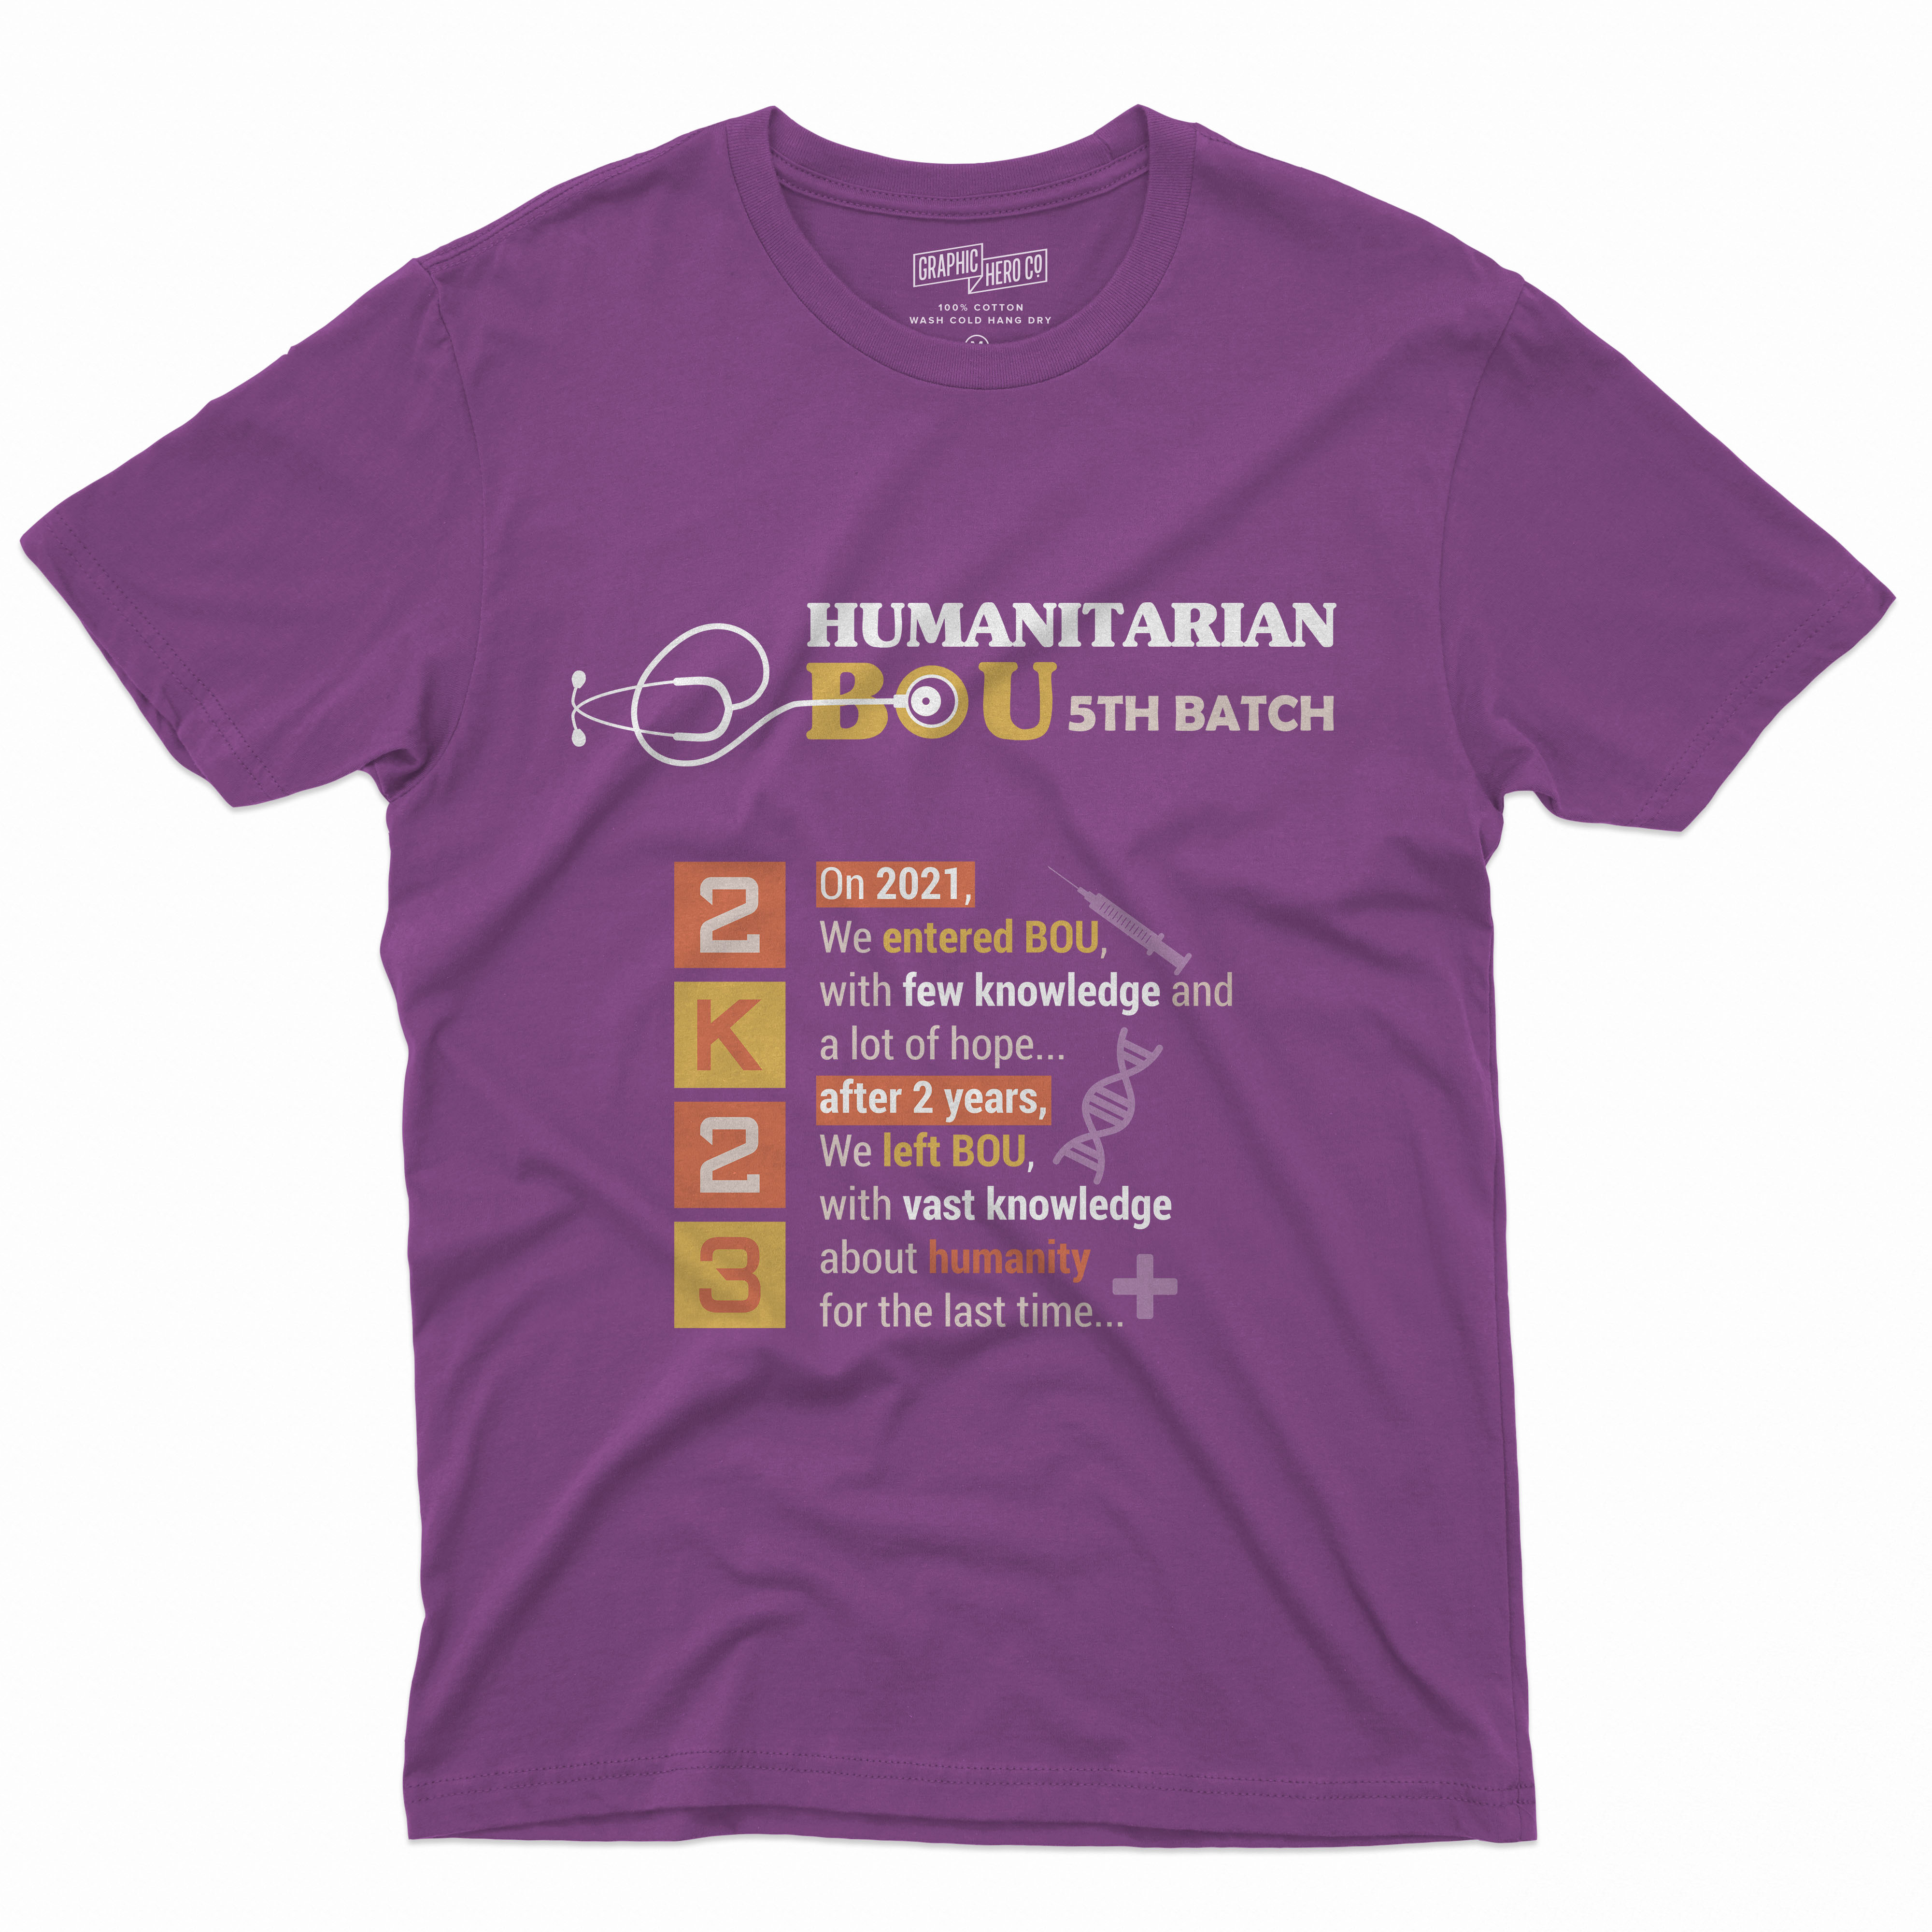 GRAPHIC HERO CO.
100% COTTON
WASH COLD HANG DRY
HUMANITARIAN
BOU 5TH BATCH
2
K
2
3
On 2021,
We entered BOU,
with few knowledge and
a lot of hope...
after 2 years,
We left BOU,
with vast knowledge
about humanity
for the last time...